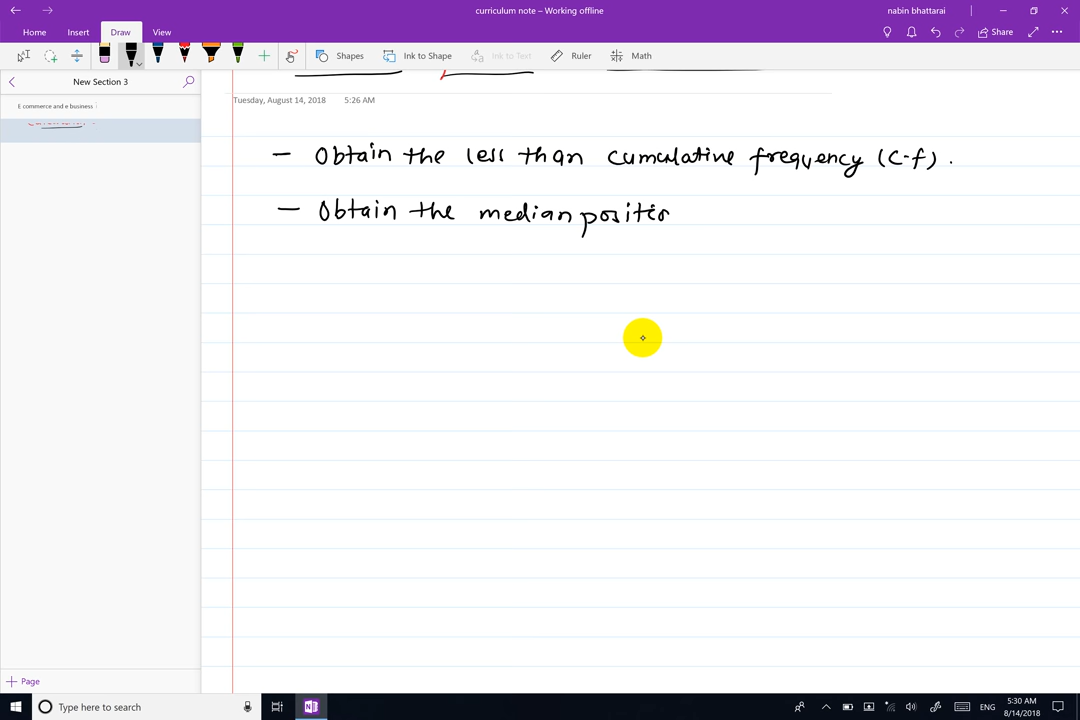 curriculum note – Working offline
nabin bhattarai
Home Insert Draw View
Share
Shapes Ink to Shape Ink to Text Ruler Math
New Section 3
E commerce and e business
Tuesday, August 14, 2018 5:26 AM
– Obtain the less than cumulative frequency (c.f).
– Obtain the median positio
Page
Type here to search
ENG
5:30 AM
8/14/2018